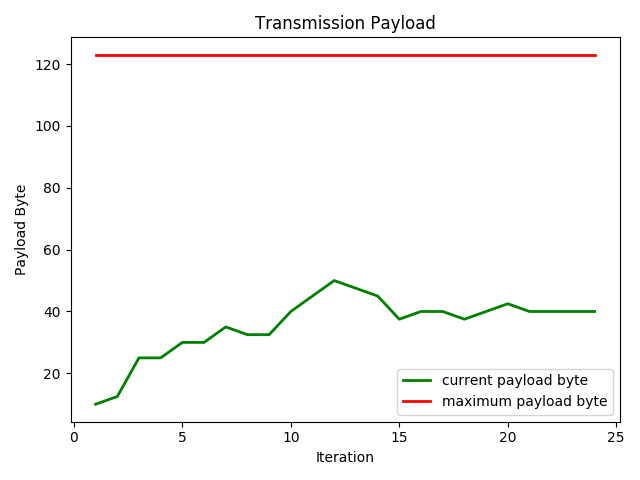 Transmission Payload
120
100
80
60
40
20
Payload Byte
current payload byte
maximum payload byte
0
5
10
15
20
25
Iteration